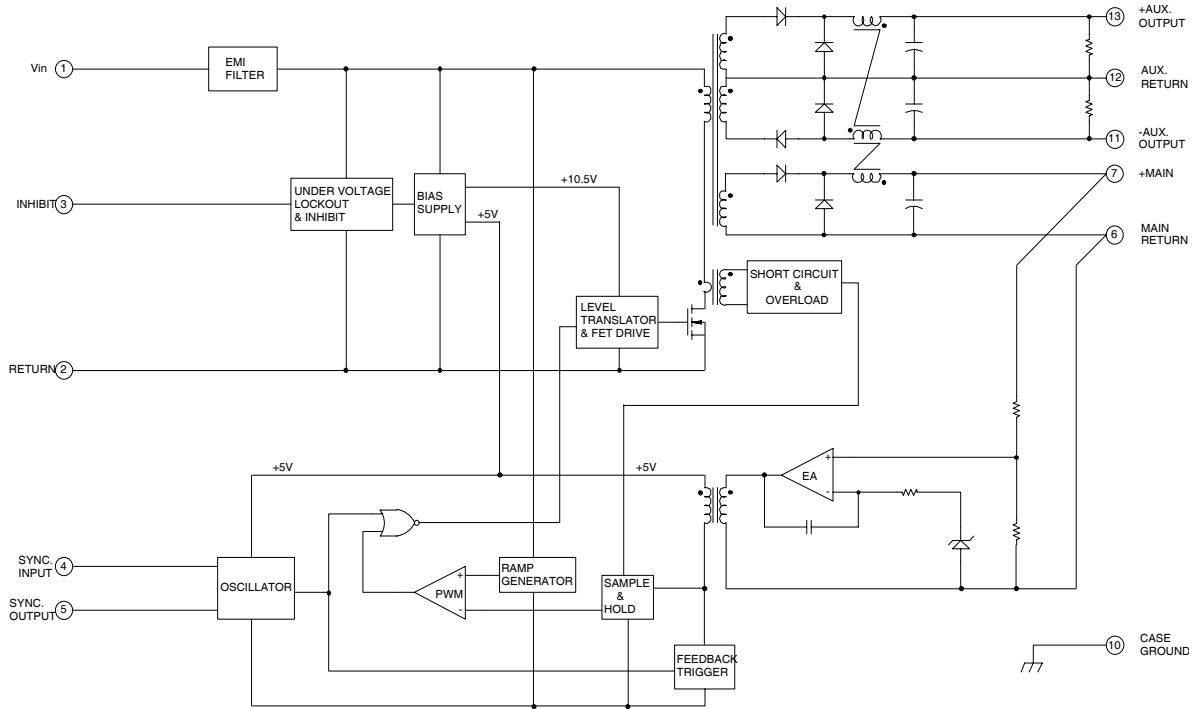 13
+AUX.
OUTPUT
EMI
FILTER
Vin 1
12
AUX.
RETURN
11
-AUX.
OUTPUT
7
+MAIN
+10.5V
UNDER VOLTAGE
LOCKOUT
& INHIBIT
BIAS
SUPPLY
INHIBIT 3
+5V
6
MAIN
RETURN
SHORT CIRCUIT
&
OVERLOAD
LEVEL
TRANSLATOR
& FET DRIVE
RETURN 2
+5V
+5V
+
EA
-
SYNC.
INPUT
4
OSCILLATOR
SYNC.
OUTPUT
5
+
PWM
-
RAMP
GENERATOR
SAMPLE
&
HOLD
FEEDBACK
TRIGGER
10
CASE
GROUND